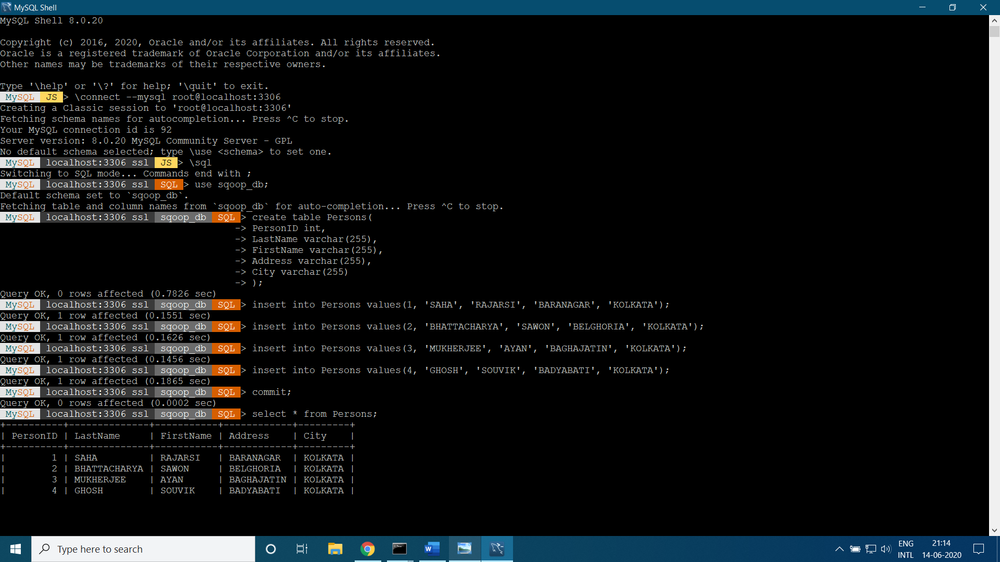 MySQL Shell
MySQL Shell 8.0.20
Copyright (c) 2016, 2020, Oracle and/or its affiliates. All rights reserved.
Oracle is a registered trademark of Oracle Corporation and/or its affiliates.
Other names may be trademarks of their respective owners.
Type '\help' or '\?' for help; '\quit' to exit.
MySQL JS > \connect --mysql root@localhost:3306
Creating a Classic session to 'root@localhost:3306'
Fetching schema names for autocompletion... Press ^C to stop.
Your MySQL connection id is 92
Server version: 8.0.20 MySQL Community Server - GPL
No default schema selected; type \use <schema> to set one.
MySQL localhost:3306 ssl JS > \sql
Switching to SQL mode... Commands end with ;
MySQL localhost:3306 ssl SQL > use sqoop_db;
Default schema set to `sqoop_db`.
Fetching table and column names from `sqoop_db` for auto-completion... Press ^C to stop.
MySQL localhost:3306 ssl sqoop_db SQL > create table Persons(
-> PersonID int,
-> LastName varchar(255),
-> FirstName varchar(255),
-> Address varchar(255),
-> City varchar(255)
-> );
Query OK, 0 rows affected (0.7826 sec)
MySQL localhost:3306 ssl sqoop_db SQL > insert into Persons values(1, 'SAHA', 'RAJARSI', 'BARANAGAR', 'KOLKATA');
Query OK, 1 row affected (0.1551 sec)
MySQL localhost:3306 ssl sqoop_db SQL > insert into Persons values(2, 'BHATTACHARYA', 'SAWON', 'BELGHORIA', 'KOLKATA');
Query OK, 1 row affected (0.1626 sec)
MySQL localhost:3306 ssl sqoop_db SQL > insert into Persons values(3, 'MUKHERJEE', 'AYAN', 'BAGHAJATIN', 'KOLKATA');
Query OK, 1 row affected (0.1456 sec)
MySQL localhost:3306 ssl sqoop_db SQL > insert into Persons values(4, 'GHOSH', 'SOUVIK', 'BADYABATI', 'KOLKATA');
Query OK, 1 row affected (0.1865 sec)
MySQL localhost:3306 ssl sqoop_db SQL > commit;
Query OK, 0 rows affected (0.0002 sec)
MySQL localhost:3306 ssl sqoop_db SQL > select * from Persons;
+----------+--------------+-----------+------------+---------+
| PersonID | LastName     | FirstName | Address    | City    |
+----------+--------------+-----------+------------+---------+
|        1 | SAHA         | RAJARSI   | BARANAGAR  | KOLKATA |
|        2 | BHATTACHARYA | SAWON     | BELGHORIA  | KOLKATA |
|        3 | MUKHERJEE    | AYAN      | BAGHAJATIN | KOLKATA |
|        4 | GHOSH        | SOUVIK    | BADYABATI  | KOLKATA |
Type here to search
ENG
INTL
21:14
14-06-2020